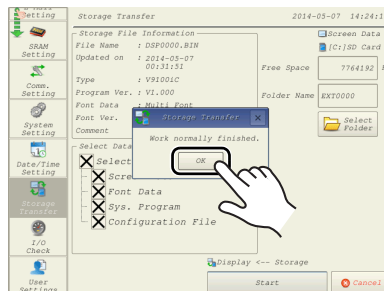 Setting
Storage Transfer
2014-05-07 14:24:1
SRAM
Setting
Comm.
Setting
System
Setting
Date/Time
Setting
Storage
Transfer
I/O
Check
User
Settings
Storage File Information
File Name : DSP0000.BIN
Updated on : 2014-05-07
00:31:51
Type : V9100iC
Program Ver. : V1.000
Font Data : Multi Font
Font Ver.
Comment
Screen Data
[C:]SD Card
Free Space 7764192
Folder Name EXT0000
Select
Folder
Storage Transfer
Work normally finished.
OK
Select Data
Select
Scre
Font Data
Sys. Program
Configuration File
Display <-- Storage
Start
Cancel